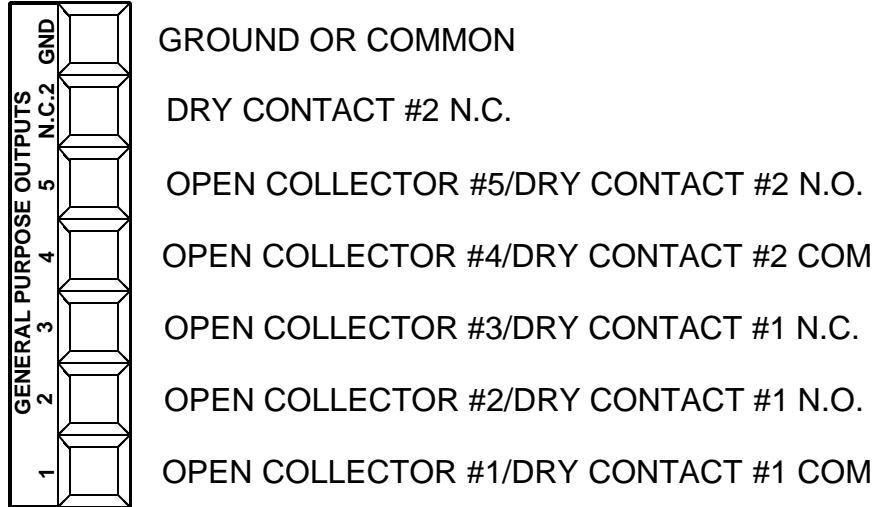 GENERAL PURPOSE OUTPUTS
GND
GROUND OR COMMON
N.C.2
DRY CONTACT #2 N.C.
5
OPEN COLLECTOR #5/DRY CONTACT #2 N.O.
4
OPEN COLLECTOR #4/DRY CONTACT #2 COM
3
OPEN COLLECTOR #3/DRY CONTACT #1 N.C.
2
OPEN COLLECTOR #2/DRY CONTACT #1 N.O.
1
OPEN COLLECTOR #1/DRY CONTACT #1 COM